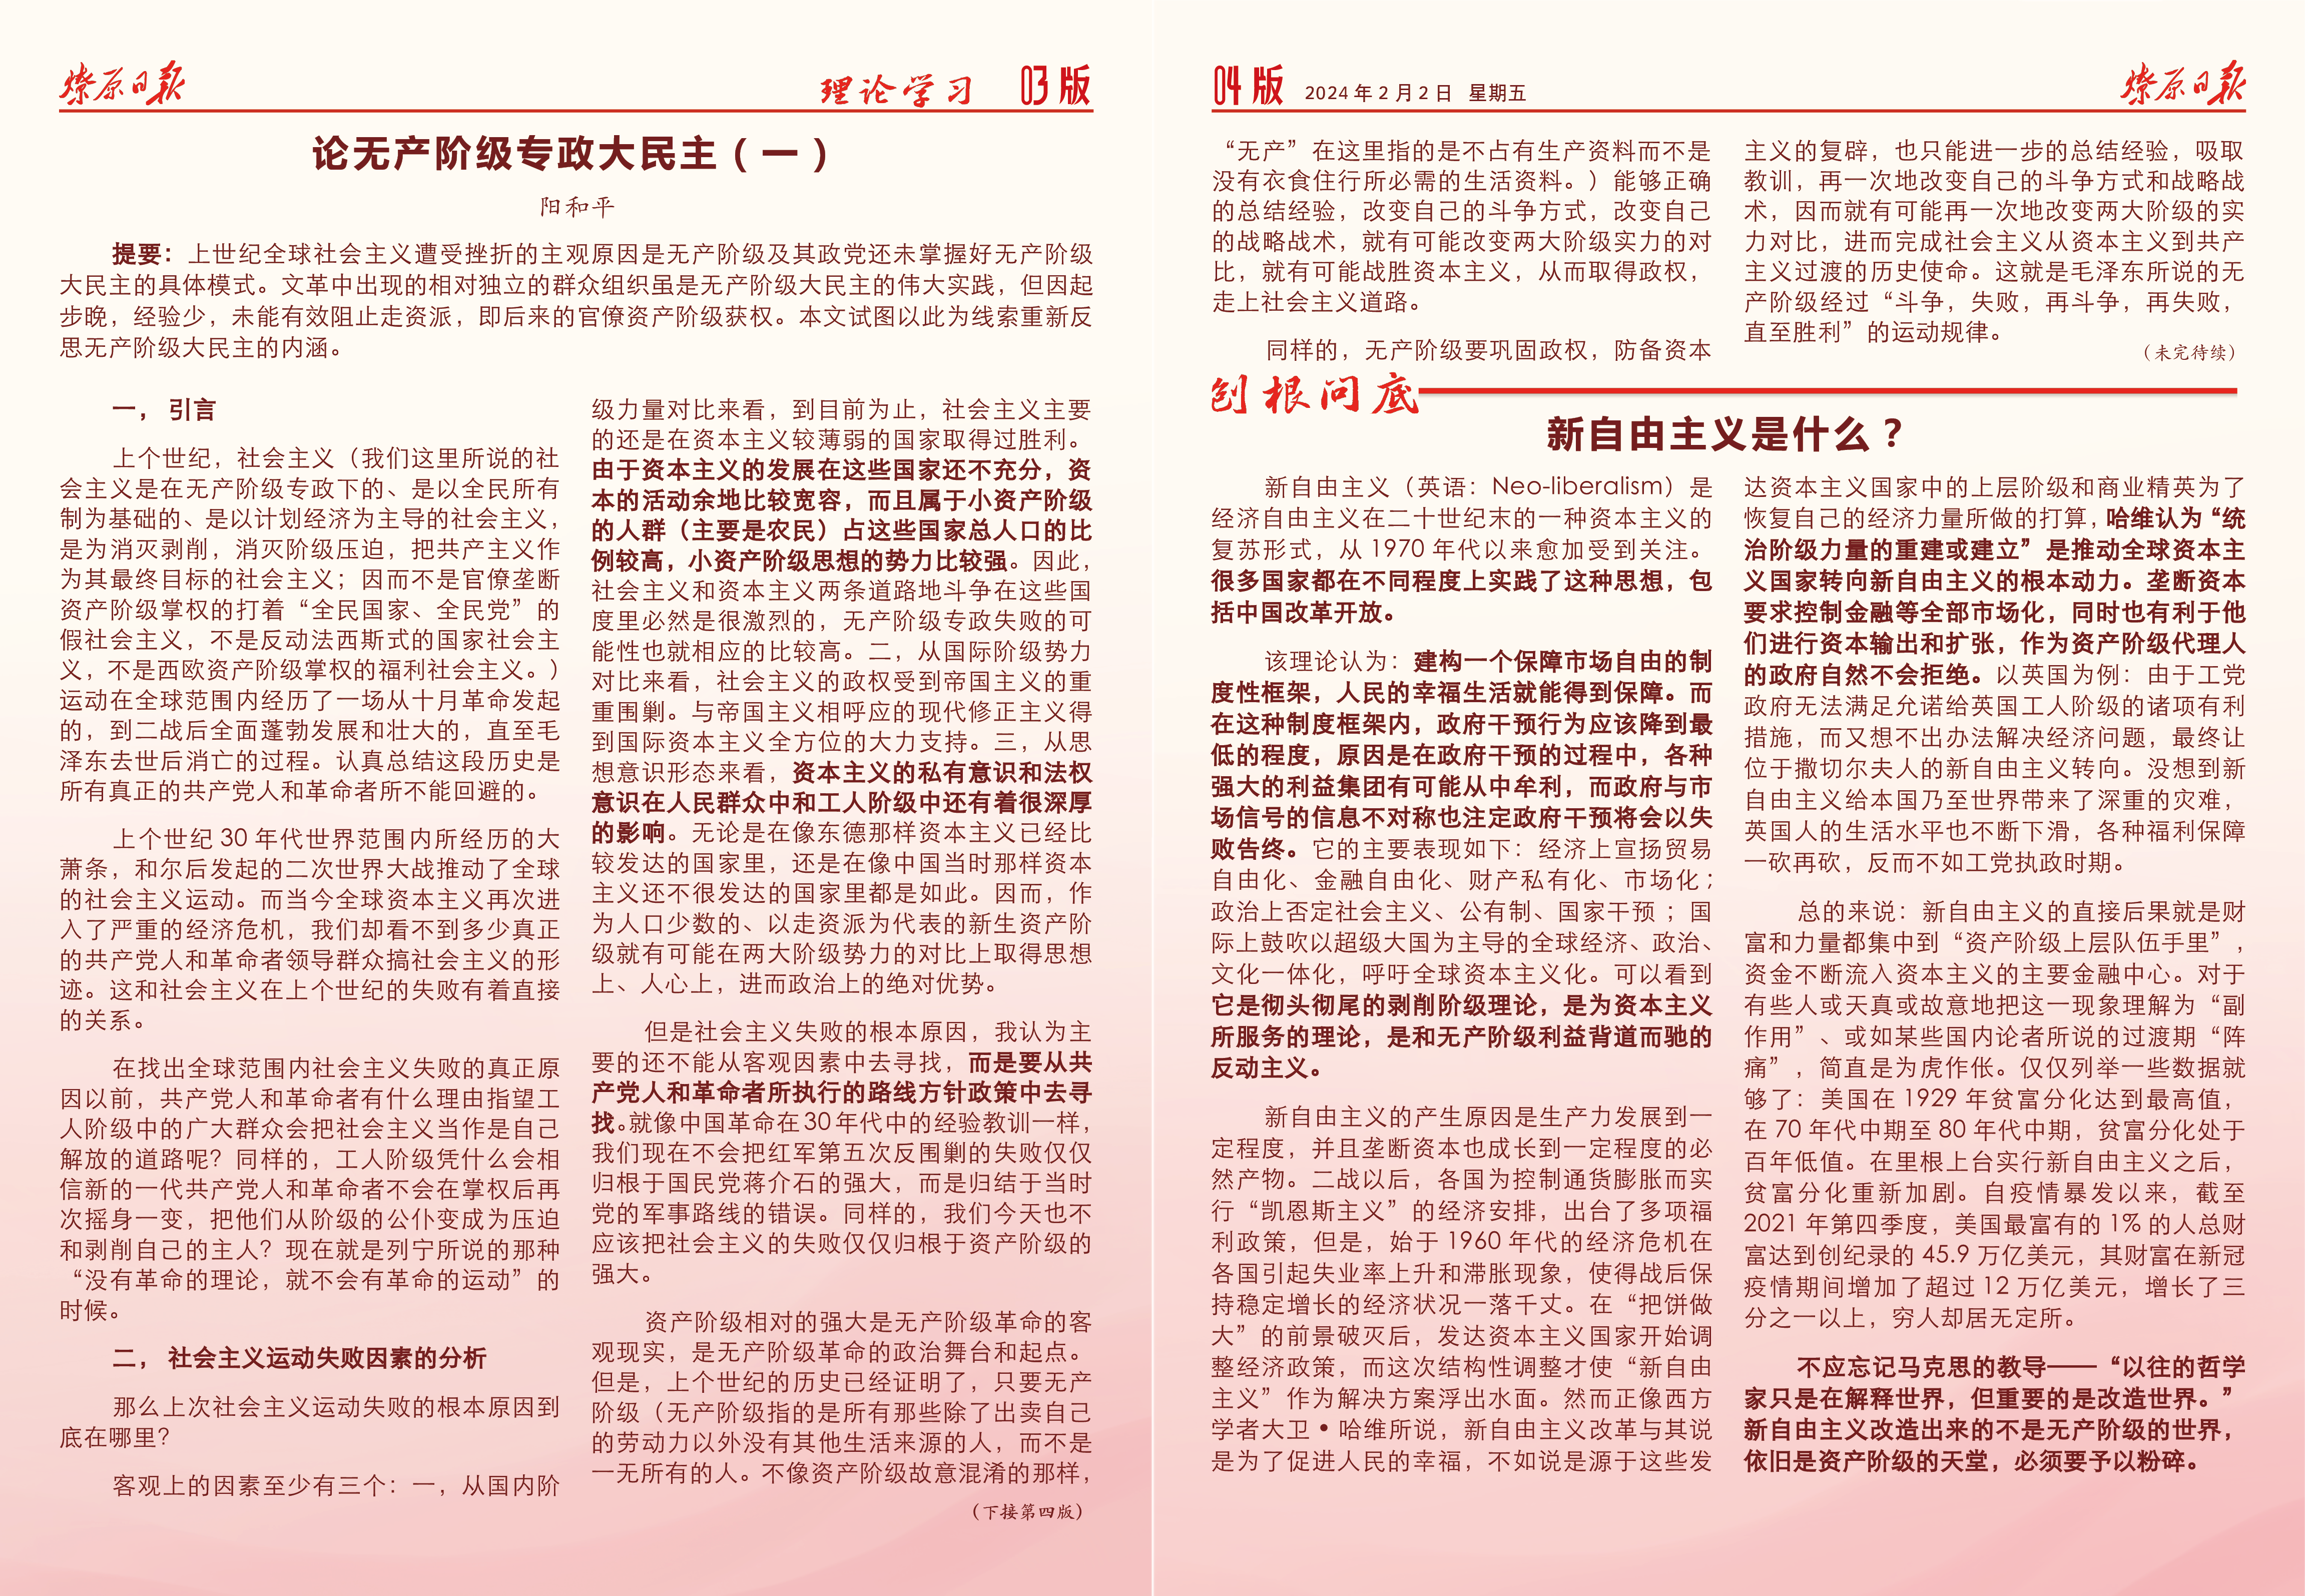 燎原日报
理论学习
03版
论无产阶级专政大民主（一）
阳和平
提要：上世纪全球社会主义遭受挫折的主观原因是无产阶级及其政党还未掌握好无产阶级
大民主的具体模式。文革中出现的相对独立的群众组织虽是无产阶级大民主的伟大实践，但因起
步晚，经验少，未能有效阻止走资派，即后来的官僚资产阶级获权。本文试图以此为线索重新反
思无产阶级大民主的内涵。
一， 引言
上个世纪，社会主义（我们这里所说的社
会主义是在无产阶级专政下的、是以全民所有
制为基础的、是以计划经济为主导的社会主义，
是为消灭剥削，消灭阶级压迫，把共产主义作
为其最终目标的社会主义；因而不是官僚垄断
资产阶级掌权的打着“全民国家、全民党”的
假社会主义，不是反动法西斯式的国家社会主
义，不是西欧资产阶级掌权的福利社会主义。）
运动在全球范围内经历了一场从十月革命发起
的，到二战后全面蓬勃发展和壮大的，直至毛
泽东去世后消亡的过程。认真总结这段历史是
所有真正的共产党人和革命者所不能回避的。
上个世纪 30 年代世界范围内所经历的大
萧条，和尔后发起的二次世界大战推动了全球
的社会主义运动。而当今全球资本主义再次进
入了严重的经济危机，我们却看不到多少真正
的共产党人和革命者领导群众搞社会主义的形
迹。这和社会主义在上个世纪的失败有着直接
的关系。
在找出全球范围内社会主义失败的真正原
因以前，共产党人和革命者有什么理由指望工
人阶级中的广大群众会把社会主义当作是自己
解放的道路呢？同样的，工人阶级凭什么会相
信新的一代共产党人和革命者不会在掌权后再
次摇身一变，把他们从阶级的公仆变成为压迫
和剥削自己的主人？现在就是列宁所说的那种
“没有革命的理论，就不会有革命的运动”的
时候。
二， 社会主义运动失败因素的分析
那么上次社会主义运动失败的根本原因到
底在哪里？
客观上的因素至少有三个：一，从国内阶
级力量对比来看，到目前为止，社会主义主要
的还是在资本主义较薄弱的国家取得过胜利。
由于资本主义的发展在这些国家还不充分，资
本的活动余地比较宽容，而且属于小资产阶级
的人群（主要是农民）占这些国家总人口的比
例较高，小资产阶级思想的势力比较强。因此，
社会主义和资本主义两条道路地斗争在这些国
度里必然是很激烈的，无产阶级专政失败的可
能性也就相应的比较高。二，从国际阶级势力
对比来看，社会主义的政权受到帝国主义的重
重围剿。与帝国主义相呼应的现代修正主义得
到国际资本主义全方位的大力支持。三，从思
想意识形态来看，资本主义的私有意识和法权
意识在人民群众中和工人阶级中还有着很深厚
的影响。无论是在像东德那样资本主义已经比
较发达的国家里，还是在像中国当时那样资本
主义还不很发达的国家里都是如此。因而，作
为人口少数的、以走资派为代表的新生资产阶
级就有可能在两大阶级势力的对比上取得思想
上、人心上，进而政治上的绝对优势。
但是社会主义失败的根本原因，我认为主
要的还不能从客观因素中去寻找，而是要从共
产党人和革命者所执行的路线方针政策中去寻
找。就像中国革命在 30 年代中的经验教训一样，
我们现在不会把红军第五次反围剿的失败仅仅
归根于国民党蒋介石的强大，而是归结于当时
党的军事路线的错误。同样的，我们今天也不
应该把社会主义的失败仅仅归根于资产阶级的
强大。
资产阶级相对的强大是无产阶级革命的客
观现实，是无产阶级革命的政治舞台和起点。
但是，上个世纪的历史已经证明了，只要无产
阶级（无产阶级指的是所有那些除了出卖自己
的劳动力以外没有其他生活来源的人，而不是
一无所有的人。不像资产阶级故意混淆的那样，
（下接第四版）
04版
2024 年 2 月 2 日 星期五
燎原日报
“无产”在这里指的是不占有生产资料而不是
没有衣食住行所必需的生活资料。）能够正确
的总结经验，改变自己的斗争方式，改变自己
的战略战术，就有可能改变两大阶级实力的对
比，就有可能战胜资本主义，从而取得政权，
走上社会主义道路。
同样的，无产阶级要巩固政权，防备资本
主义的复辟，也只能进一步的总结经验，吸取
教训，再一次地改变自己的斗争方式和战略战
术，因而就有可能再一次地改变两大阶级的实
力对比，进而完成社会主义从资本主义到共产
主义过渡的历史使命。这就是毛泽东所说的无
产阶级经过“斗争，失败，再斗争，再失败，
直至胜利”的运动规律。
（未完待续）
刨根问底
新自由主义是什么？
新自由主义（英语：Neo-liberalism）是
经济自由主义在二十世纪末的一种资本主义的
复苏形式，从 1970 年代以来愈加受到关注。
很多国家都在不同程度上实践了这种思想，包
括中国改革开放。
该理论认为：建构一个保障市场自由的制
度性框架，人民的幸福生活就能得到保障。而
在这种制度框架内，政府干预行为应该降到最
低的程度，原因是在政府干预的过程中，各种
强大的利益集团有可能从中牟利，而政府与市
场信号的信息不对称也注定政府干预将会以失
败告终。它的主要表现如下：经济上宣扬贸易
自由化、金融自由化、财产私有化、市场化；
政治上否定社会主义、公有制、国家干预；国
际上鼓吹以超级大国为主导的全球经济、政治、
文化一体化，呼吁全球资本主义化。可以看到
它是彻头彻尾的剥削阶级理论，是为资本主义
所服务的理论，是和无产阶级利益背道而驰的
反动主义。
新自由主义的产生原因是生产力发展到一
定程度，并且垄断资本也成长到一定程度的必
然产物。二战以后，各国为控制通货膨胀而实
行“凯恩斯主义”的经济安排，出台了多项福
利政策，但是，始于 1960 年代的经济危机在
各国引起失业率上升和滞胀现象，使得战后保
持稳定增长的经济状况一落千丈。在“把饼做
大”的前景破灭后，发达资本主义国家开始调
整经济政策，而这次结构性调整才使“新自由
主义”作为解决方案浮出水面。然而正像西方
学者大卫•哈维所说，新自由主义改革与其说
是为了促进人民的幸福，不如说是源于这些发
达资本主义国家中的上层阶级和商业精英为了
恢复自己的经济力量所做的打算，哈维认为“统
治阶级力量的重建或建立”是推动全球资本主
义国家转向新自由主义的根本动力。垄断资本
要求控制金融等全部市场化，同时也有利于他
们进行资本输出和扩张，作为资产阶级代理人
的政府自然不会拒绝。以英国为例：由于工党
政府无法满足允诺给英国工人阶级的诸项有利
措施，而又想不出办法解决经济问题，最终让
位于撒切尔夫人的新自由主义转向。没想到新
自由主义给本国乃至世界带来了深重的灾难，
英国人的生活水平也不断下滑，各种福利保障
一砍再砍，反而不如工党执政时期。
总的来说：新自由主义的直接后果就是财
富和力量都集中到“资产阶级上层队伍手里”，
资金不断流入资本主义的主要金融中心。对于
有些人或天真或故意地把这一现象理解为“副
作用”、或如某些国内论者所说的过渡期“阵
痛”，简直是为虎作伥。仅仅列举一些数据就
够了：美国在 1929 年贫富分化达到最高值，
在 70 年代中期至 80 年代中期，贫富分化处于
百年低值。在里根上台实行新自由主义之后，
贫富分化重新加剧。自疫情暴发以来，截至
2021 年第四季度，美国最富有的 1% 的人总财
富达到创纪录的 45.9 万亿美元，其财富在新冠
疫情期间增加了超过 12 万亿美元，增长了三
分之一以上，穷人却居无定所。
不应忘记马克思的教导——“以往的哲学
家只是在解释世界，但重要的是改造世界。”
新自由主义改造出来的不是无产阶级的世界，
依旧是资产阶级的天堂，必须要予以粉碎。